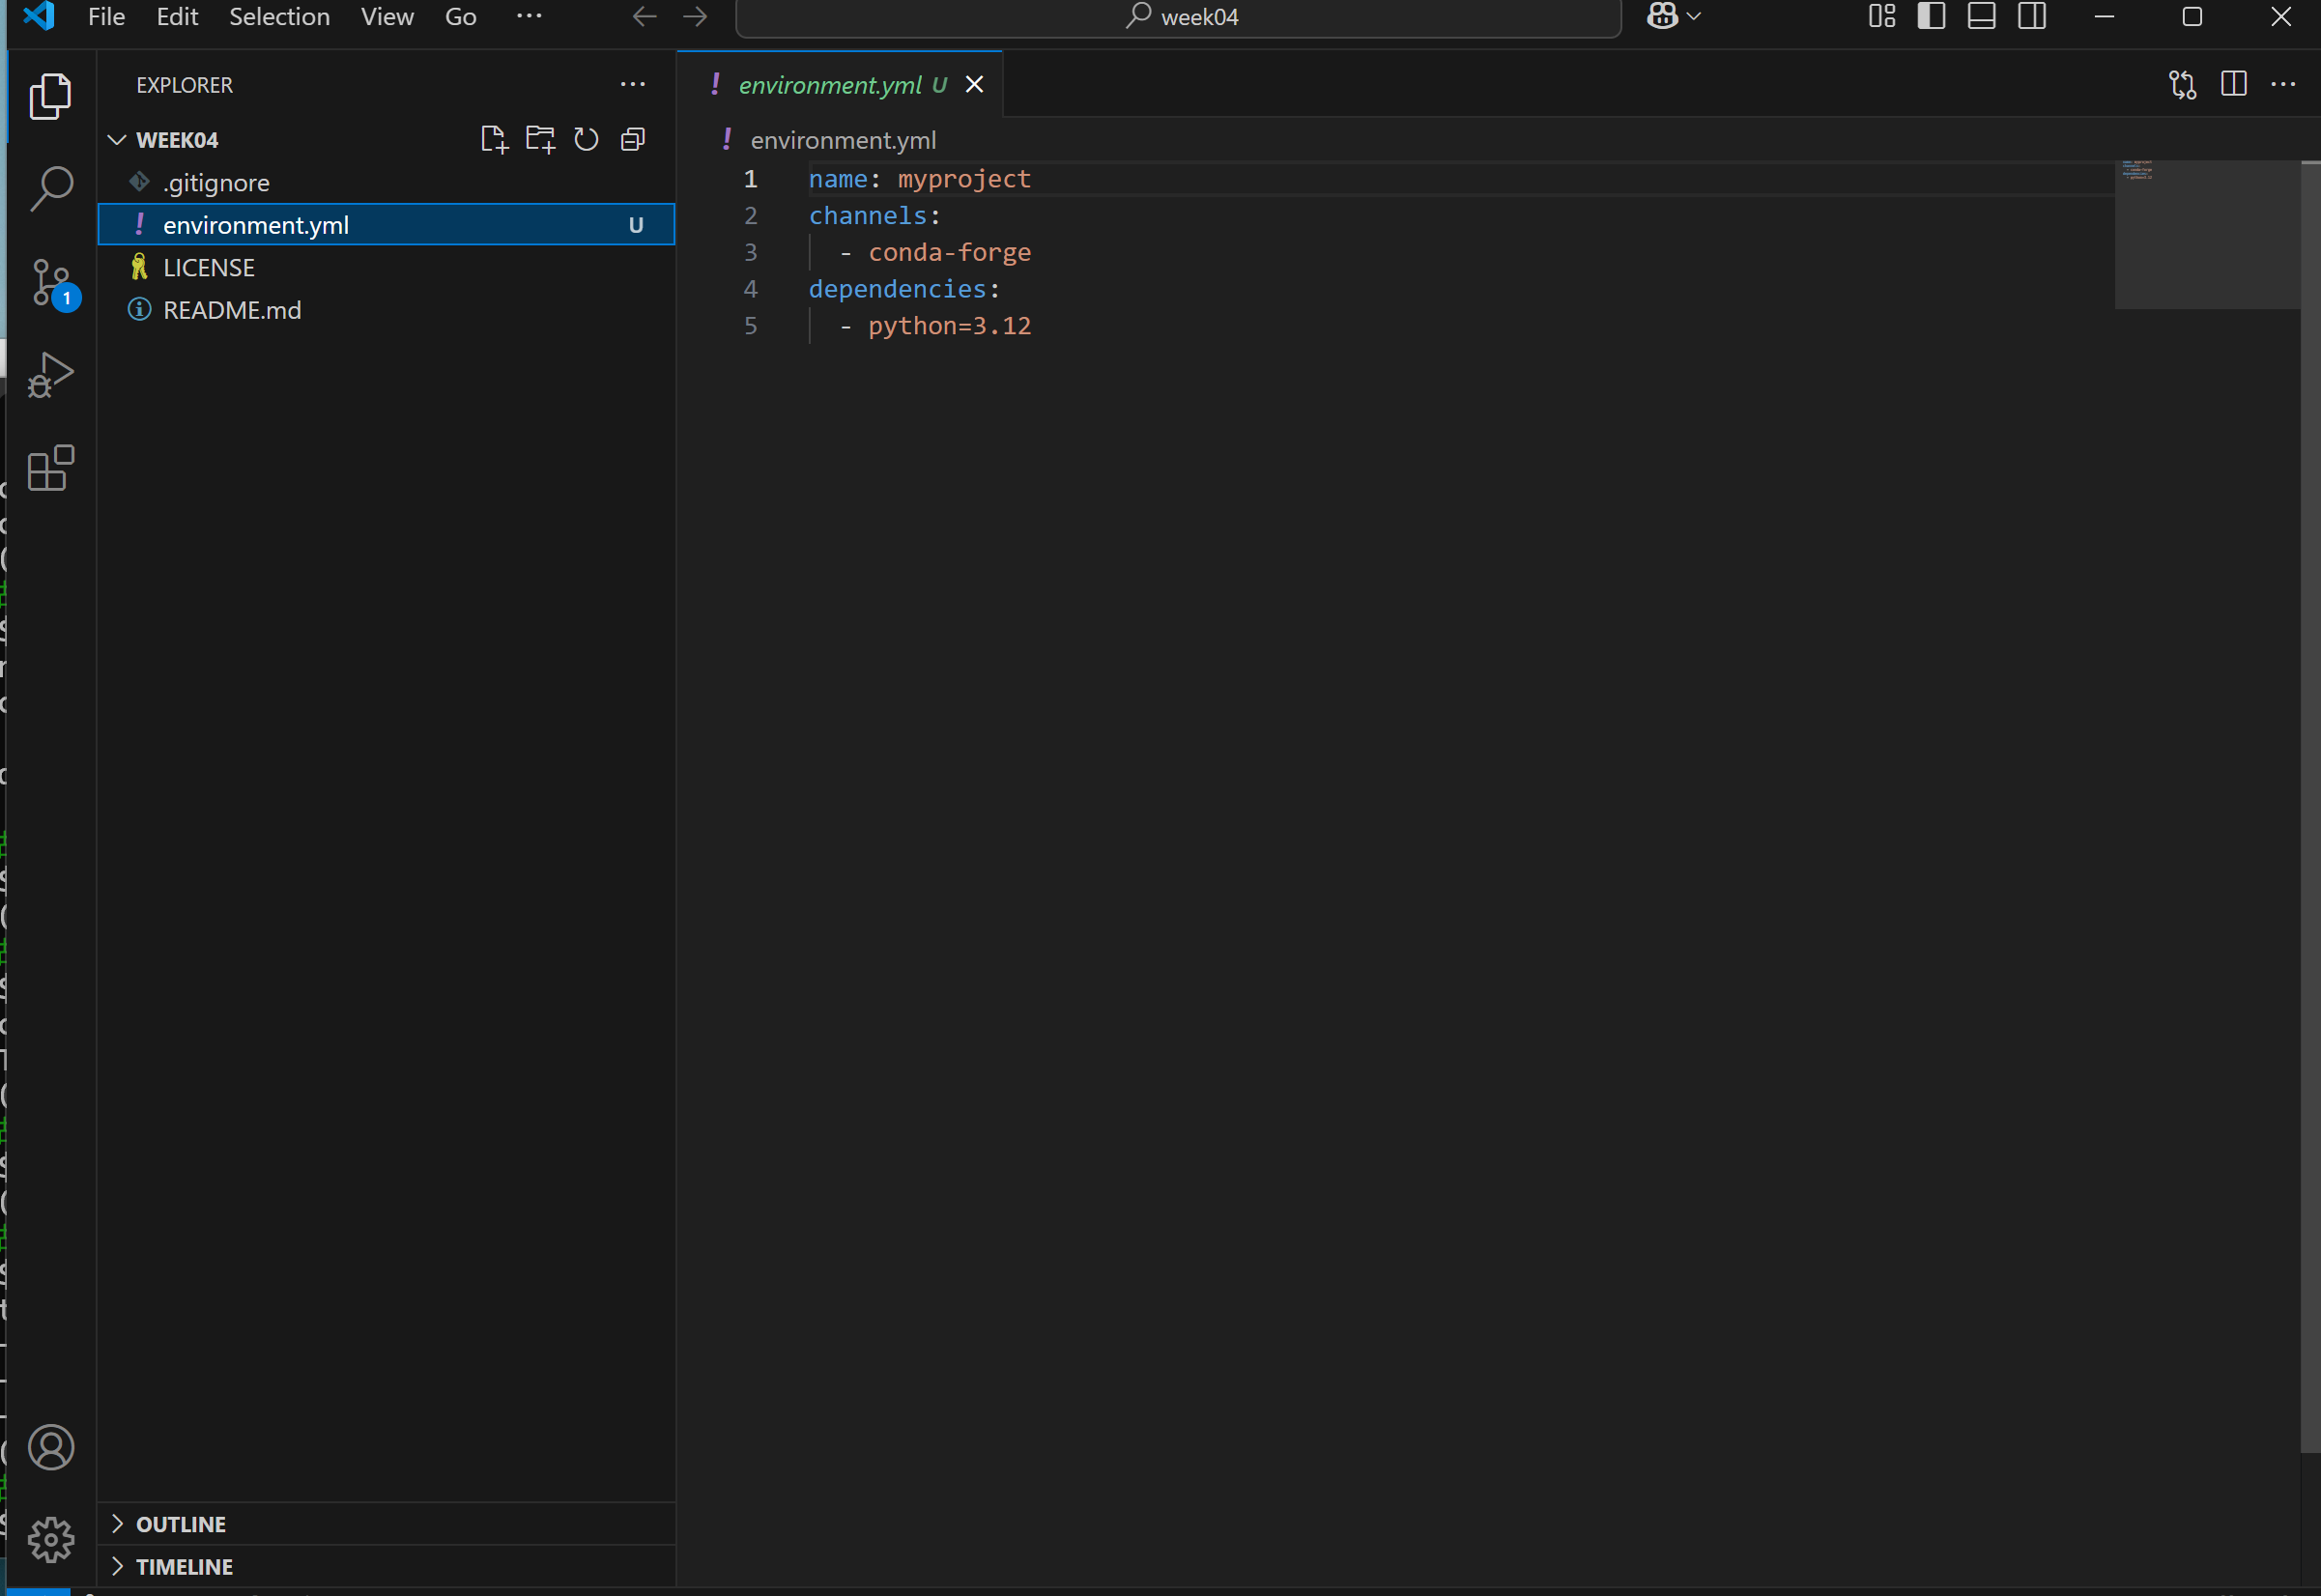 File Edit Selection View Go ···
week04
EXPLORER ···
WEEK04
.gitignore
environment.yml U
LICENSE
README.md
1
OUTLINE
TIMELINE
! environment.yml U
! environment.yml
1 name: myproject
2 channels:
3   - conda-forge
4 dependencies:
5   - python=3.12